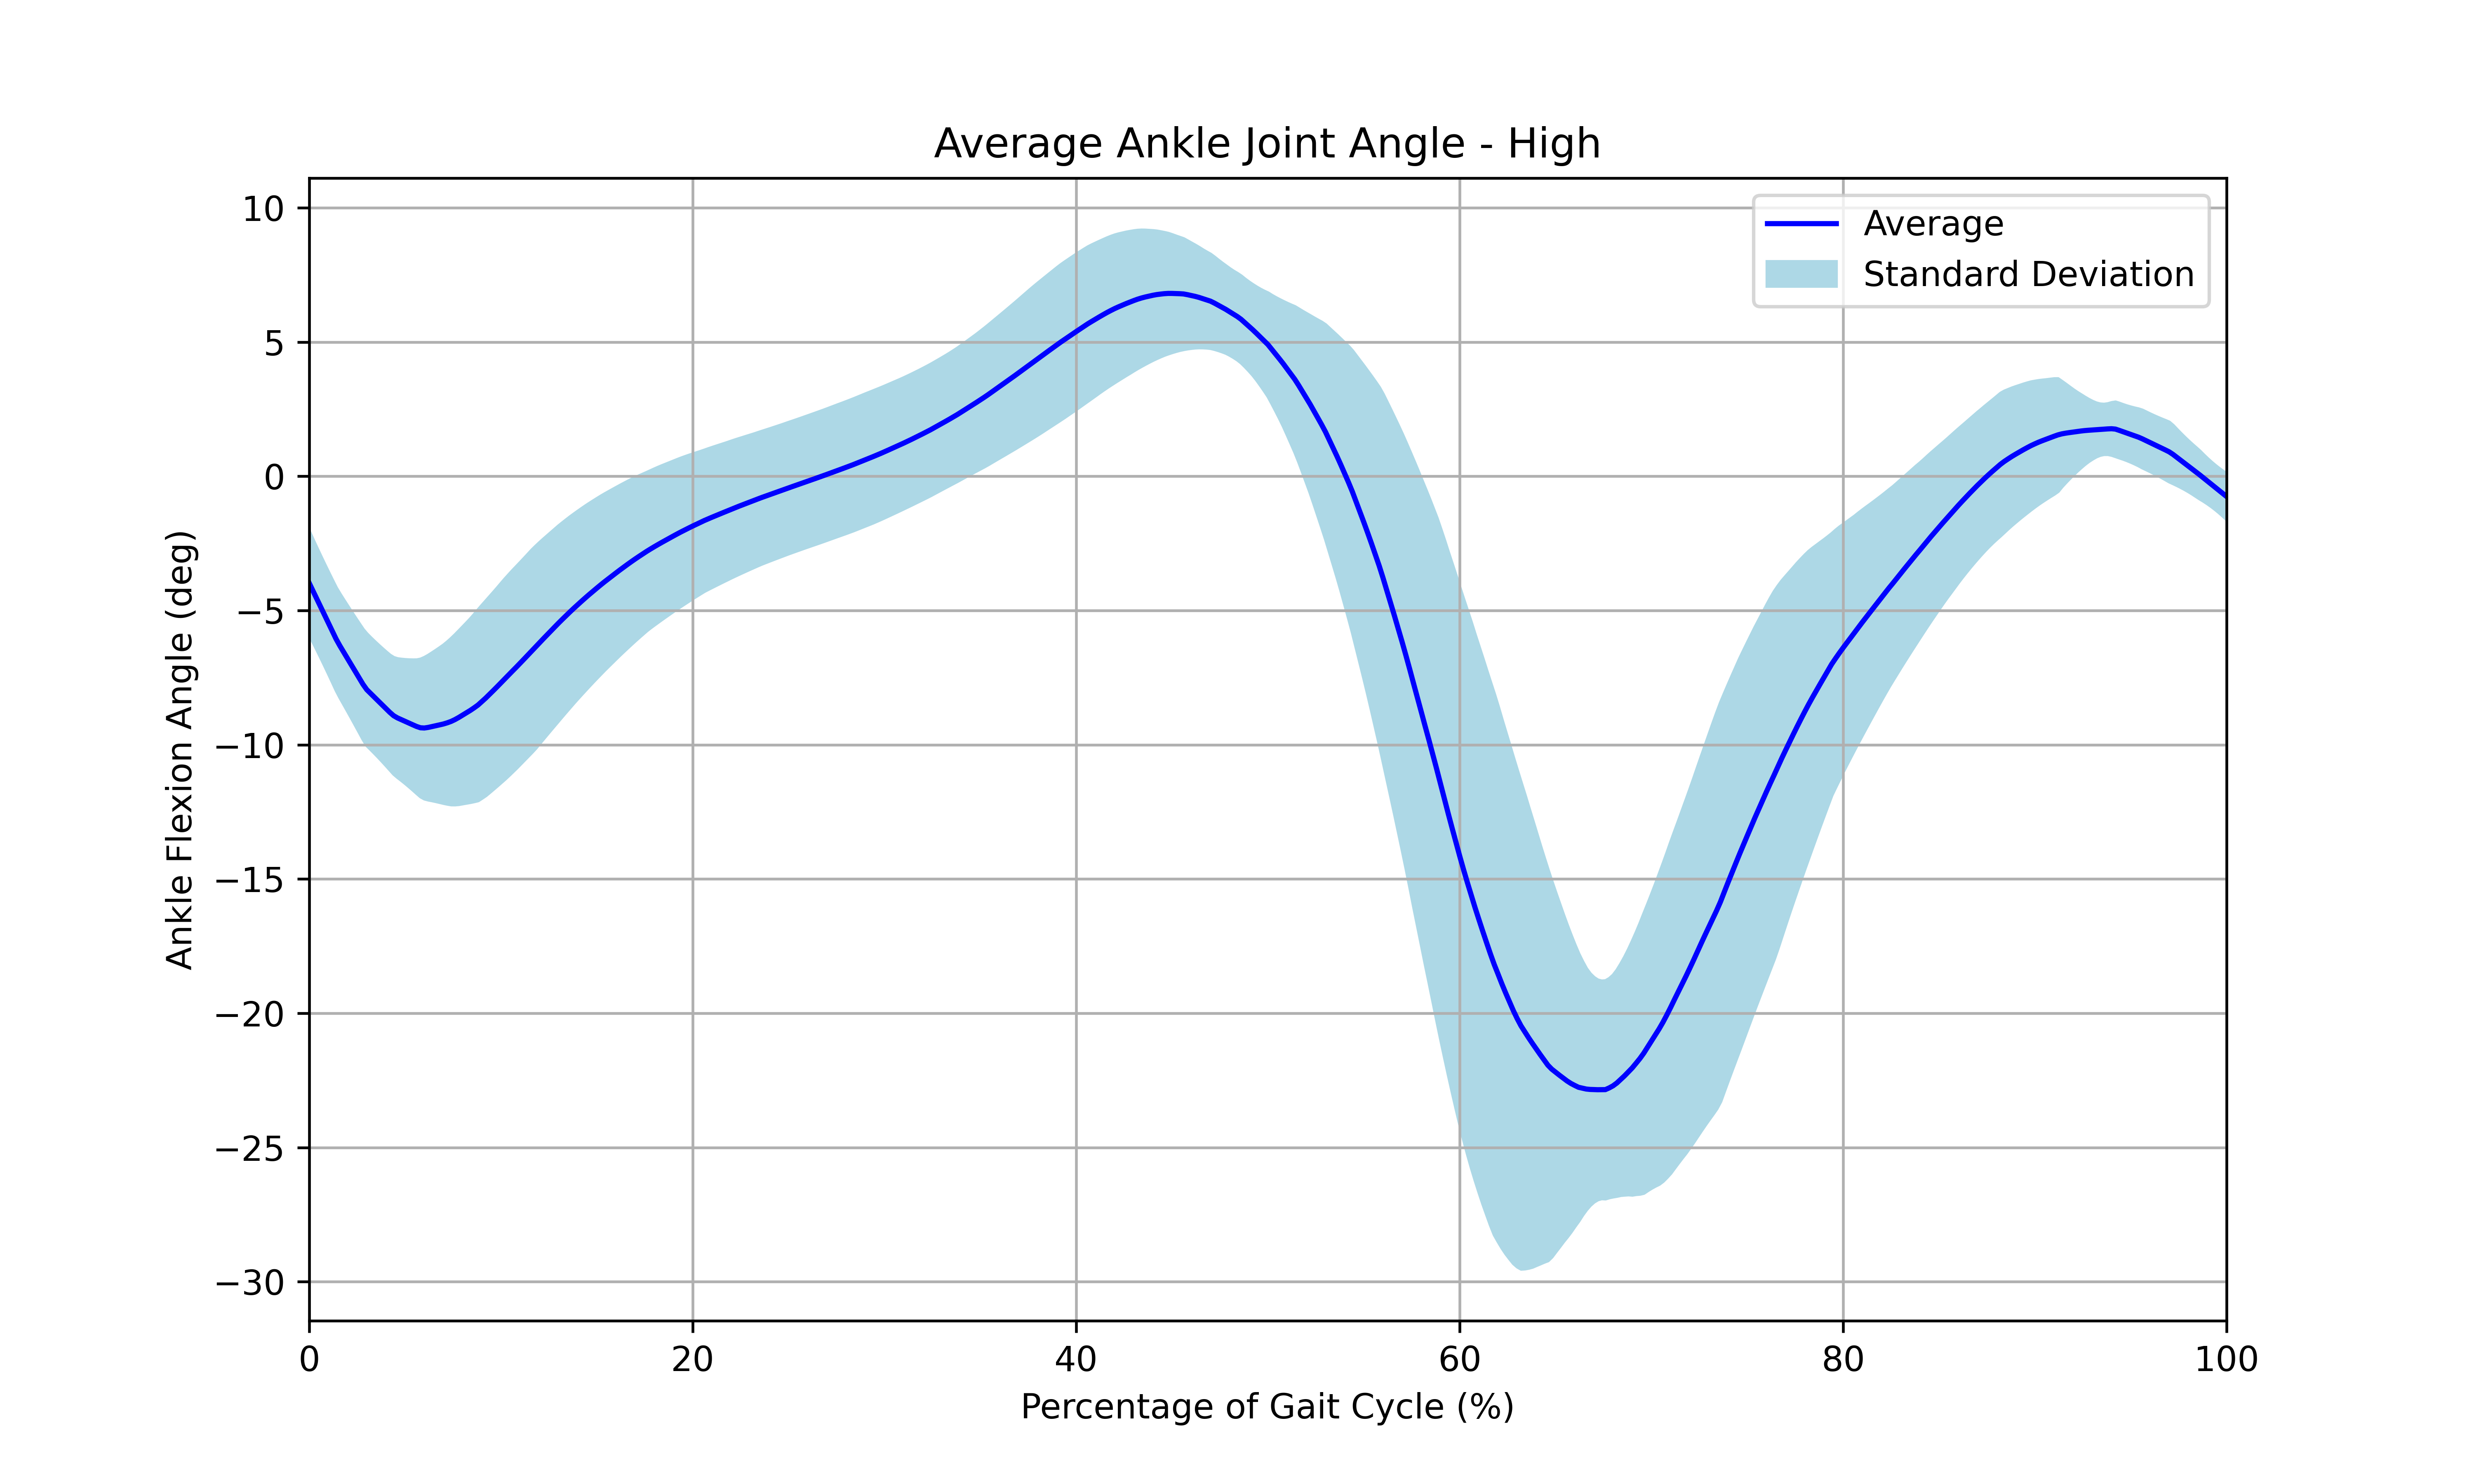 Average Ankle Joint Angle - High
Average
Standard Deviation
Ankle Flexion Angle (deg)
10
5
0
−5
−10
−15
−20
−25
−30
0 20 40 60 80 100
Percentage of Gait Cycle (%)